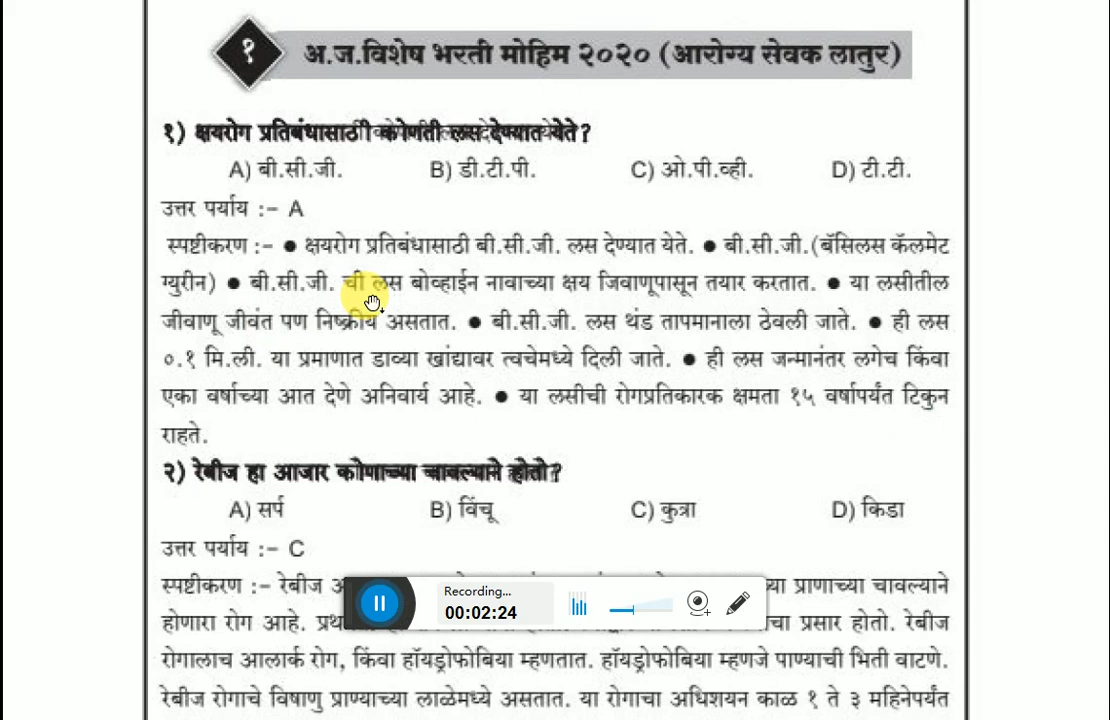 १
अ.ज.विशेष भरती मोहिम २०२० (आरोग्य सेवक लातुर)
१) क्षयरोग प्रतिबंधासाठी कोणती लस देण्यात येते?
A) बी.सी.जी. B) डी.टी.पी. C) ओ.पी.व्ही. D) टी.टी.
उत्तर पर्याय :- A
स्पष्टीकरण :- ● क्षयरोग प्रतिबंधासाठी बी.सी.जी. लस देण्यात येते. ● बी.सी.जी.(बॅसिलस कॅलमेट
ग्युरीन) ● बी.सी.जी. ची लस बोव्हाईन नावाच्या क्षय जिवाणूपासून तयार करतात. ● या लसीतील
जीवाणू जीवंत पण निष्क्रीय असतात. ● बी.सी.जी. लस थंड तापमानाला ठेवली जाते. ● ही लस
०.१ मि.ली. या प्रमाणात डाव्या खांद्यावर त्वचेमध्ये दिली जाते. ● ही लस जन्मानंतर लगेच किंवा
एका वर्षाच्या आत देणे अनिवार्य आहे. ● या लसीची रोगप्रतिकारक क्षमता १५ वर्षापर्यंत टिकुन
राहते.
२) रेबीज हा आजार कोणाच्या चावल्याने होतो?
A) सर्प B) विंचू C) कुत्रा D) किडा
उत्तर पर्याय :- C
स्पष्टीकरण :- रेबीज प्राणाच्या चावल्याने
होणारा रोग आहे. प्रसार होतो. रेबीज
रोगालाच आलार्क रोग, किंवा हॉयड्रोफोबिया म्हणतात. हॉयड्रोफोबिया म्हणजे पाण्याची भिती वाटणे.
रेबीज रोगाचे विषाणु प्राण्याच्या लाळेमध्ये असतात. या रोगाचा अधिशयन काळ १ ते ३ महिनेपर्यंत
Recording...
00:02:24